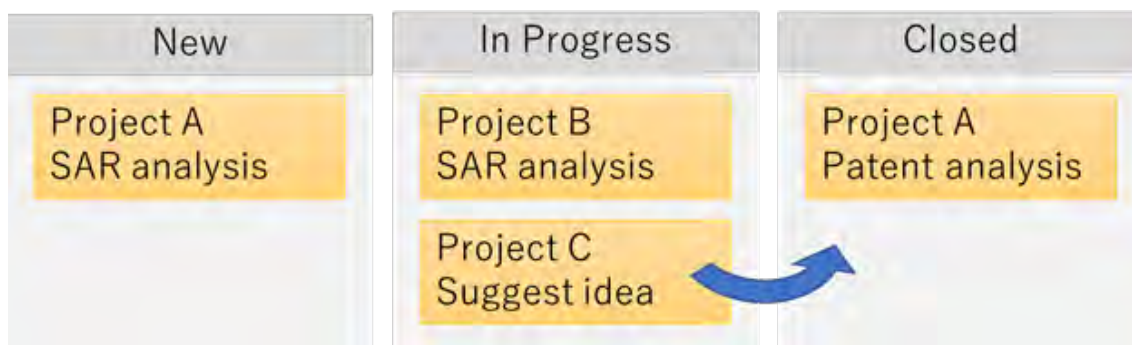 New
Project A
SAR analysis
In Progress
Project B
SAR analysis
Project C
Suggest idea
Closed
Project A
Patent analysis